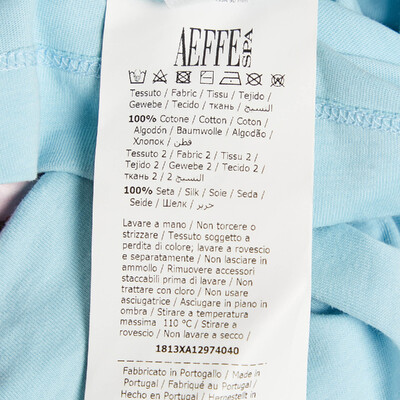 AEFFE SPA
Tessuto / Fabric / Tissu / Tejido /
Gewebe / Tecido / ткань / النسيج
100% Cotone / Cotton / Coton /
Algodón / Baumwolle / Algodão /
Хлопок / قطن
Tessuto 2 / Fabric 2 / Tissu 2 /
Tejido 2 / Gewebe 2 / Tecido 2 /
ткань 2 / النسيج 2
100% Seta / Silk / Soie / Seda /
Seide / Шелк / حرير
Lavare a mano / Non torcere o
strizzare / Tessuto soggetto a
perdita di colore; lavare a rovescio
e separatamente / Non lasciare in
ammollo / Rimuovere accessori
staccabili prima di lavare / Non
trattare con cloro / Non usare
asciugatrice / Asciugare in piano in
ombra / Stirare a temperatura
massima 110 °C / Stirare a
rovescio / Non lavare a secco /
1813XA12974040
Fabbricato in Portogallo / Made in
Portugal / Fabriqué au Portugal /
Hecho en Portugal /